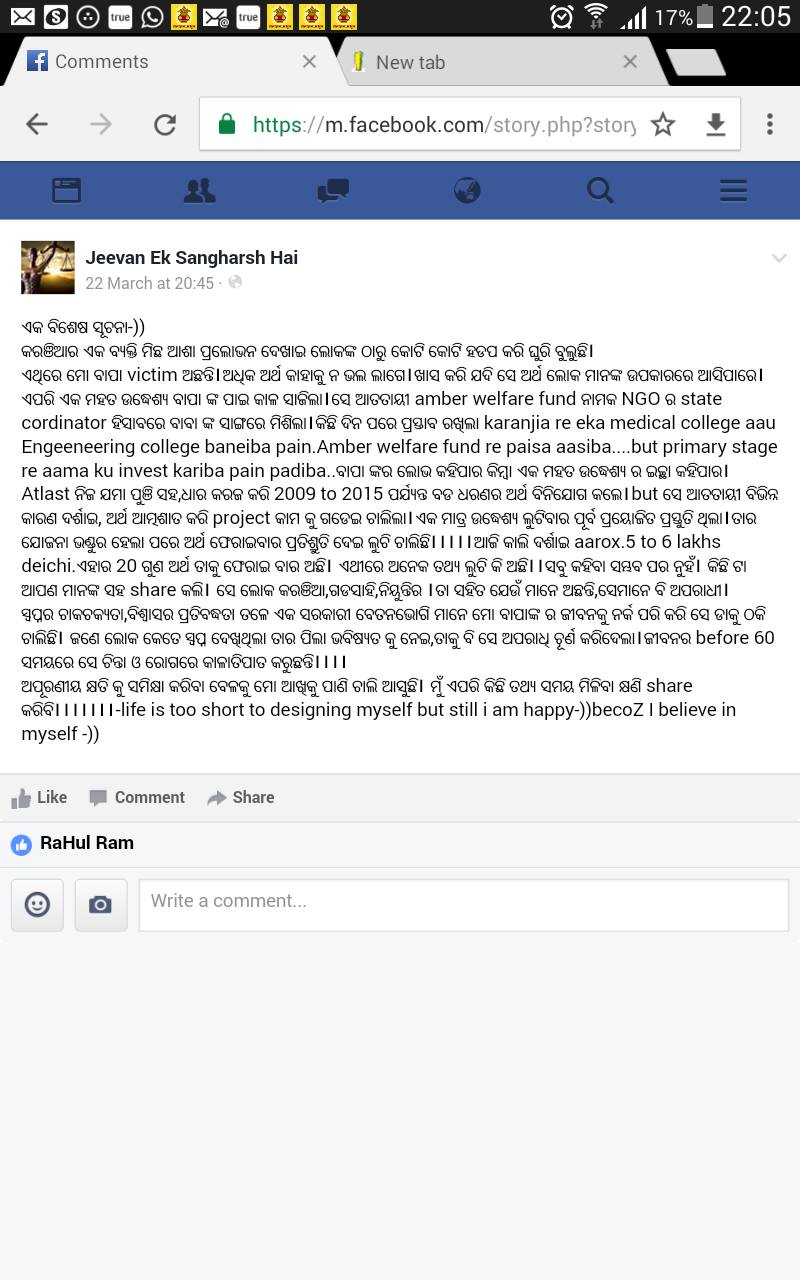 17% 22:05
Comments
New tab
https://m.facebook.com/story.php?story
Jeevan Ek Sangharsh Hai
22 March at 20:45 ·
ଏକ ବିଶେଷ ସୂଚନା-))
କରଞ୍ଜିଆର ଏକ ବ୍ୟକ୍ତି ମିଛ ଆଶା ପ୍ରଲୋଭନ ଦେଖାଇ ଲୋକଙ୍କ ଠାରୁ କୋଟି କୋଟି ହଡପ କରି ଘୁରି ବୁଲୁଛି।
ଏଥିରେ ମୋ ବାପା victim ଅଛନ୍ତି।ଅଧିକ ଅର୍ଥ କାହାକୁ ନ ଭଲ ଲାଗେ।ଖାସ କରି ଯଦି ସେ ଅର୍ଥ ଲୋକ ମାନଙ୍କ ଉପକାରରେ ଆସିପାରେ।
ଏପରି ଏକ ମହତ ଉଦ୍ଧେଶ୍ୟ ବାପା ଙ୍କ ପାଇ କାଳ ସାଜିଲା।ସେ ଆତତାୟୀ amber welfare fund ନାମକ NGO ର state
cordinator ହିସାବରେ ବାବା ଙ୍କ ସାଙ୍ଗରେ ମିଶିଲା।କିଛି ଦିନ ପରେ ପ୍ରସ୍ତାବ ରଖିଲା karanjia re eka medical college aau
Engeeneering college baneiba pain.Amber welfare fund re paisa aasiba....but primary stage
re aama ku invest kariba pain padiba..ବାପା ଙ୍କର ଲୋଭ କହିପାର କିମ୍ବା ଏକ ମହତ ଉଦ୍ଧେଶ୍ୟ ର ଇଚ୍ଛା କହିପାର।
Atlast ନିଜ ଯମା ପୁଞ୍ଜି ସହ,ଧାର କରଜ କରି 2009 to 2015 ପର୍ଯ୍ୟନ୍ତ ବଡ ଧରଣର ଅର୍ଥ ବିନିଯୋଗ କଲେ।but ସେ ଆତତାୟୀ ବିଭିନ୍ନ
କାରଣ ଦର୍ଶାଇ, ଅର୍ଥ ଆତ୍ମଶାତ କରି project କାମ କୁ ଗଡେଇ ଚାଲିଲା।ଏକ ମାତ୍ର ଉଦ୍ଧେଶ୍ୟ ଲୁଟିବାର ପୂର୍ବ ପ୍ରୟୋଜିତ ପ୍ରସ୍ତୁତି ଥିଲା।ତାର
ଯୋଜନା ଭଣ୍ଡୁର ହେଲା ପରେ ଅର୍ଥ ଫେରାଇବାର ପ୍ରତିଶ୍ରୁତି ଦେଇ ଲୁଚି ଚାଲିଛି।।।।।ଆଜି କାଲି ଦର୍ଶାଇ aarox.5 to 6 lakhs
deichi.ଏହାର 20 ଗୁଣ ଅର୍ଥ ତାକୁ ଫେରାଇ ବାର ଅଛି। ଏଥୀରେ ଅନେକ ତଥ୍ୟ ଲୁଚି କି ଅଛି।।ସବୁ କହିବା ସମ୍ଭବ ପର ନୁହଁ। କିଛି ଟା
ଆପଣ ମାନଙ୍କ ସହ share କଲି। ସେ ଲୋକ କରଞ୍ଜିଆ,ଗଡସାହି,ନିୟୁନ୍ତିର ।ତା ସହିତ ଯେଉଁ ମାନେ ଅଛନ୍ତି,ସେମାନେ ବି ଅପରାଧୀ।
ସ୍ଵପ୍ନର ଚାକଚକ୍ୟତା,ବିଶ୍ଵାସର ପ୍ରତିବଦ୍ଧତା ତଳେ ଏକ ସରକାରୀ ବେତନଭୋଗି ମାନେ ମୋ ବାପାଙ୍କ ର ଜୀବନକୁ ନର୍କ ପରି କରି ସେ ଡାକୁ ଠକି
ଚାଲିଛି। ଜଣେ ଲୋକ କେତେ ସ୍ଵପ୍ନ ଦେଖିଥିଲା ତାର ପିଲା ଭବିଷ୍ୟତ କୁ ନେଇ,ତାକୁ ବି ସେ ଅପରାଧି ଚୂର୍ଣ କରିଦେଲା।ଜୀବନର before 60
ସମୟରେ ସେ ଚିନ୍ତା ଓ ରୋଗରେ କାଳାତିପାତ କରୁଛନ୍ତି।।।।
ଅପୂରଣୀୟ କ୍ଷତି କୁ ସମିକ୍ଷା କରିବା ବେଳକୁ ମୋ ଆଖିକୁ ପାଣି ଚାଲି ଆସୁଛି। ମୁଁ ଏପରି କିଛି ତଥ୍ୟ ସମୟ ମିଳିବା କ୍ଷଣି share
କରିବି।।।।।।।-life is too short to designing myself but still i am happy-))becoZ I believe in
myself -))
Like Comment Share
RaHul Ram
Write a comment...